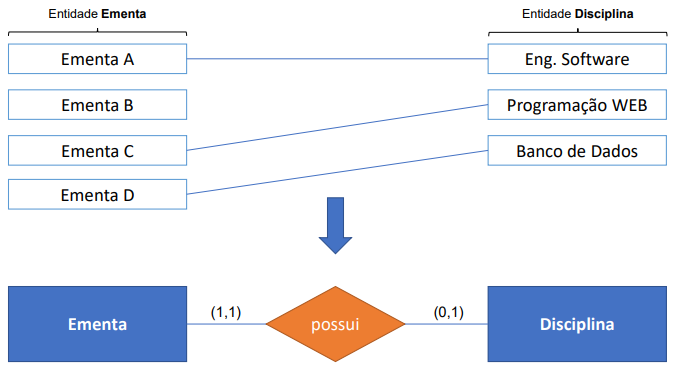 Entidade Ementa
Entidade Disciplina
Ementa A
Eng. Software
Ementa B
Programação WEB
Ementa C
Banco de Dados
Ementa D
Ementa
(1,1)
possui
(0,1)
Disciplina